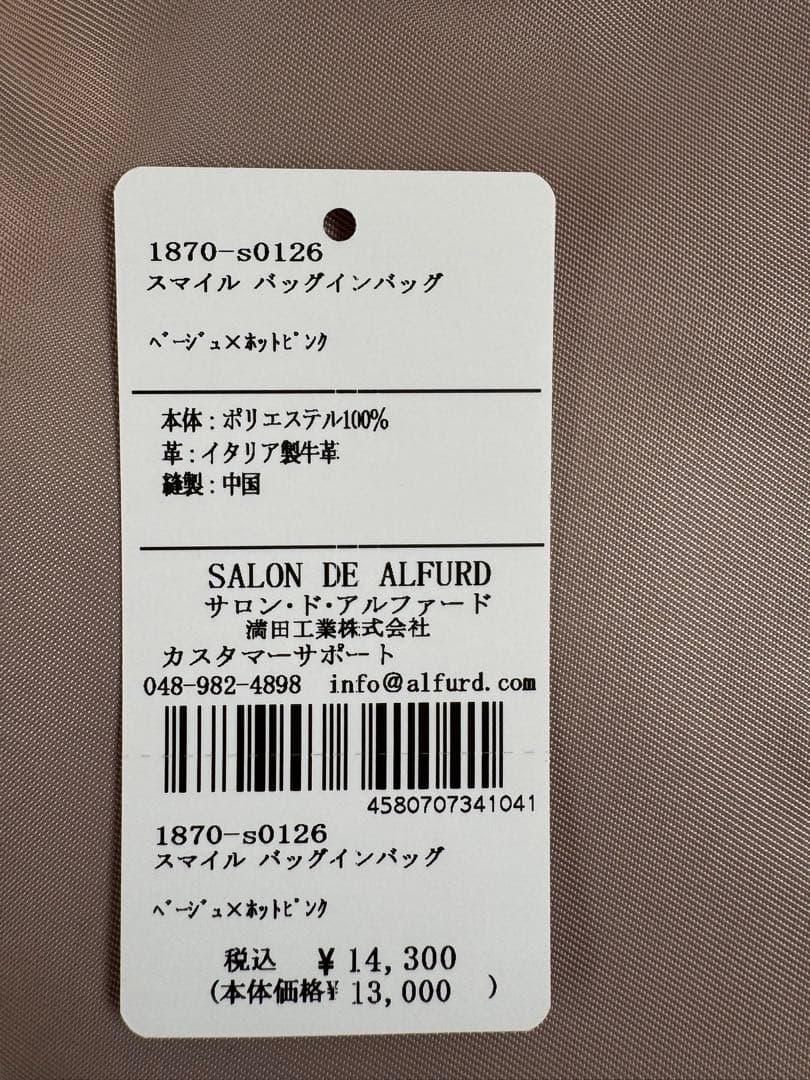 1870-s0126
スマイル バッグインバッグ
ﾍﾞｰｼﾞｭ×ﾎｯﾄﾋﾟﾝｸ
本体：ポリエステル100%
革：イタリア製牛革
縫製：中国
SALON DE ALFURD
サロン・ド・アルファード
満田工業株式会社
カスタマーサポート
048-982-4898 info@alfurd.com
4580707341041
1870-s0126
スマイル バッグインバッグ
ﾍﾞｰｼﾞｭ×ﾎｯﾄﾋﾟﾝｸ
税込 ¥ 14,300
(本体価格¥ 13,000 )